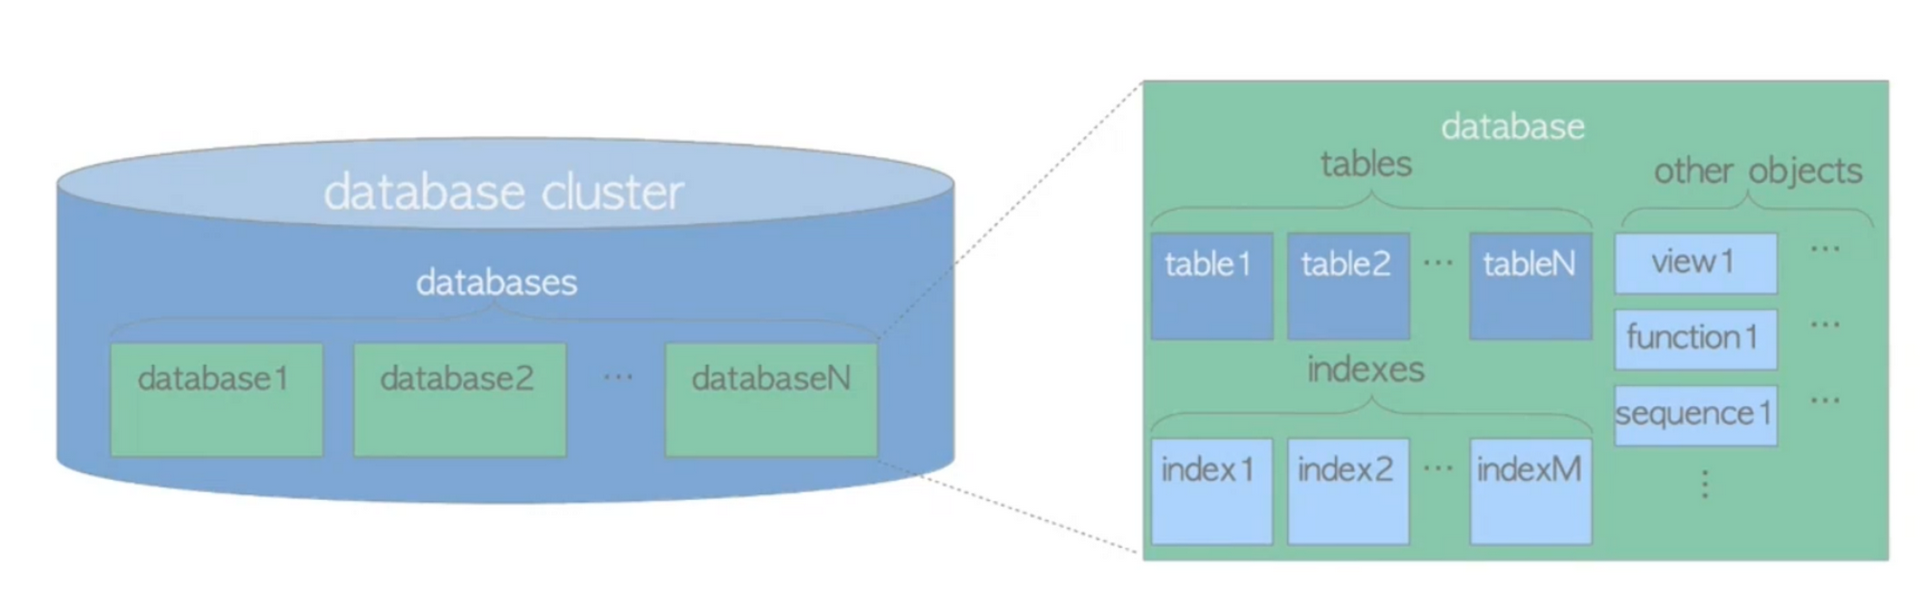 database cluster
databases
database1 database2 ... databaseN
database
tables
other objects
table1 table2 ... tableN
view1 ...
function1 ...
sequence1 ...
⋮
indexes
index1 index2 ... indexM